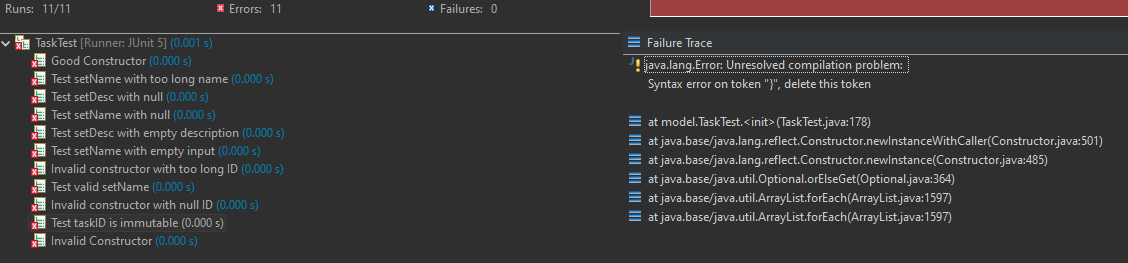 Runs: 11/11 Errors: 11 Failures: 0
TaskTest [Runner: JUnit 5] (0.001 s)
Good Constructor (0.000 s)
Test setName with too long name (0.000 s)
Test setDesc with null (0.000 s)
Test setName with null (0.000 s)
Test setDesc with empty description (0.000 s)
Test setName with empty input (0.000 s)
Invalid constructor with too long ID (0.000 s)
Test valid setName (0.000 s)
Invalid constructor with null ID (0.000 s)
Test taskID is immutable (0.000 s)
Invalid Constructor (0.000 s)
Failure Trace
java.lang.Error: Unresolved compilation problem:
Syntax error on token "}", delete this token
at model.TaskTest.<init>(TaskTest.java:178)
at java.base/java.lang.reflect.Constructor.newInstanceWithCaller(Constructor.java:501)
at java.base/java.lang.reflect.Constructor.newInstance(Constructor.java:485)
at java.base/java.util.Optional.orElseGet(Optional.java:364)
at java.base/java.util.ArrayList.forEach(ArrayList.java:1597)
at java.base/java.util.ArrayList.forEach(ArrayList.java:1597)